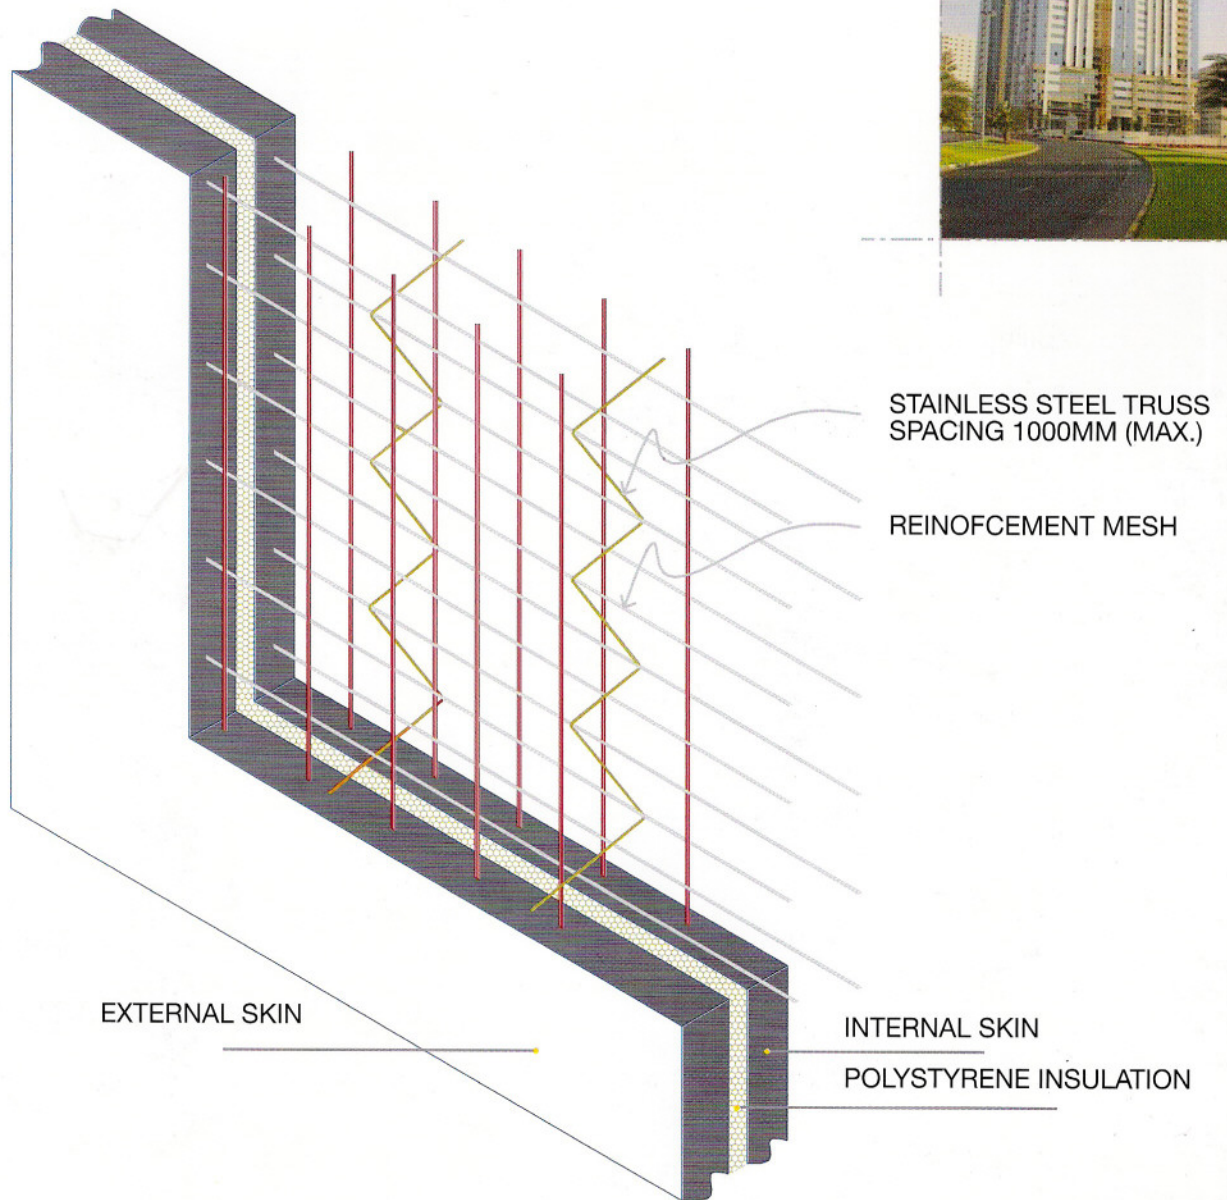 STAINLESS STEEL TRUSS
SPACING 1000MM (MAX.)
REINOFCEMENT MESH
EXTERNAL SKIN
INTERNAL SKIN
POLYSTYRENE INSULATION